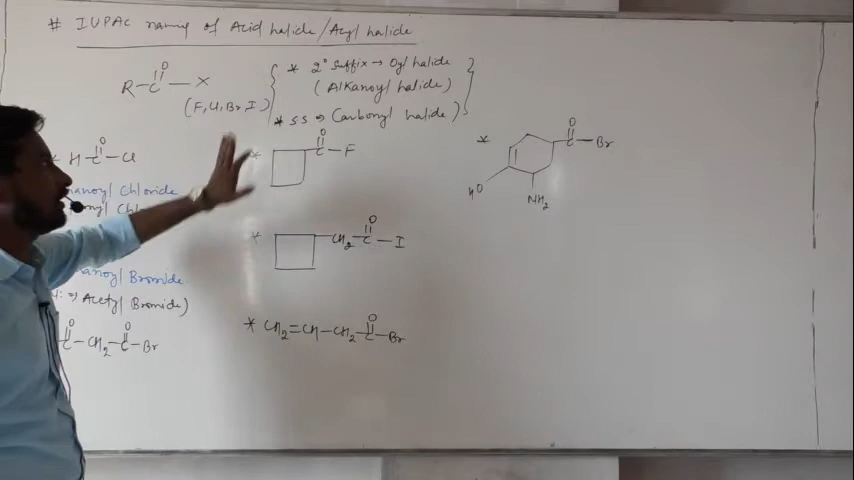 # IUPAC naming of Acid halide/Acyl halide
O
R-C-X
(F, Cl, Br, I)
* 2° suffix → Oyl halide
(Alkanoyl halide)
* SS ⇒ Carbonyl halide)
* H-C-Cl
O
anoyl Chloride
anoyl Bromide
⇒ Acetyl Bromide)
O O
C-CH2-C-Br
* O
C-F
* O
CH2-C-I
* O
CH2=CH-CH2-C-Br
* O
C-Br
HO
NH2